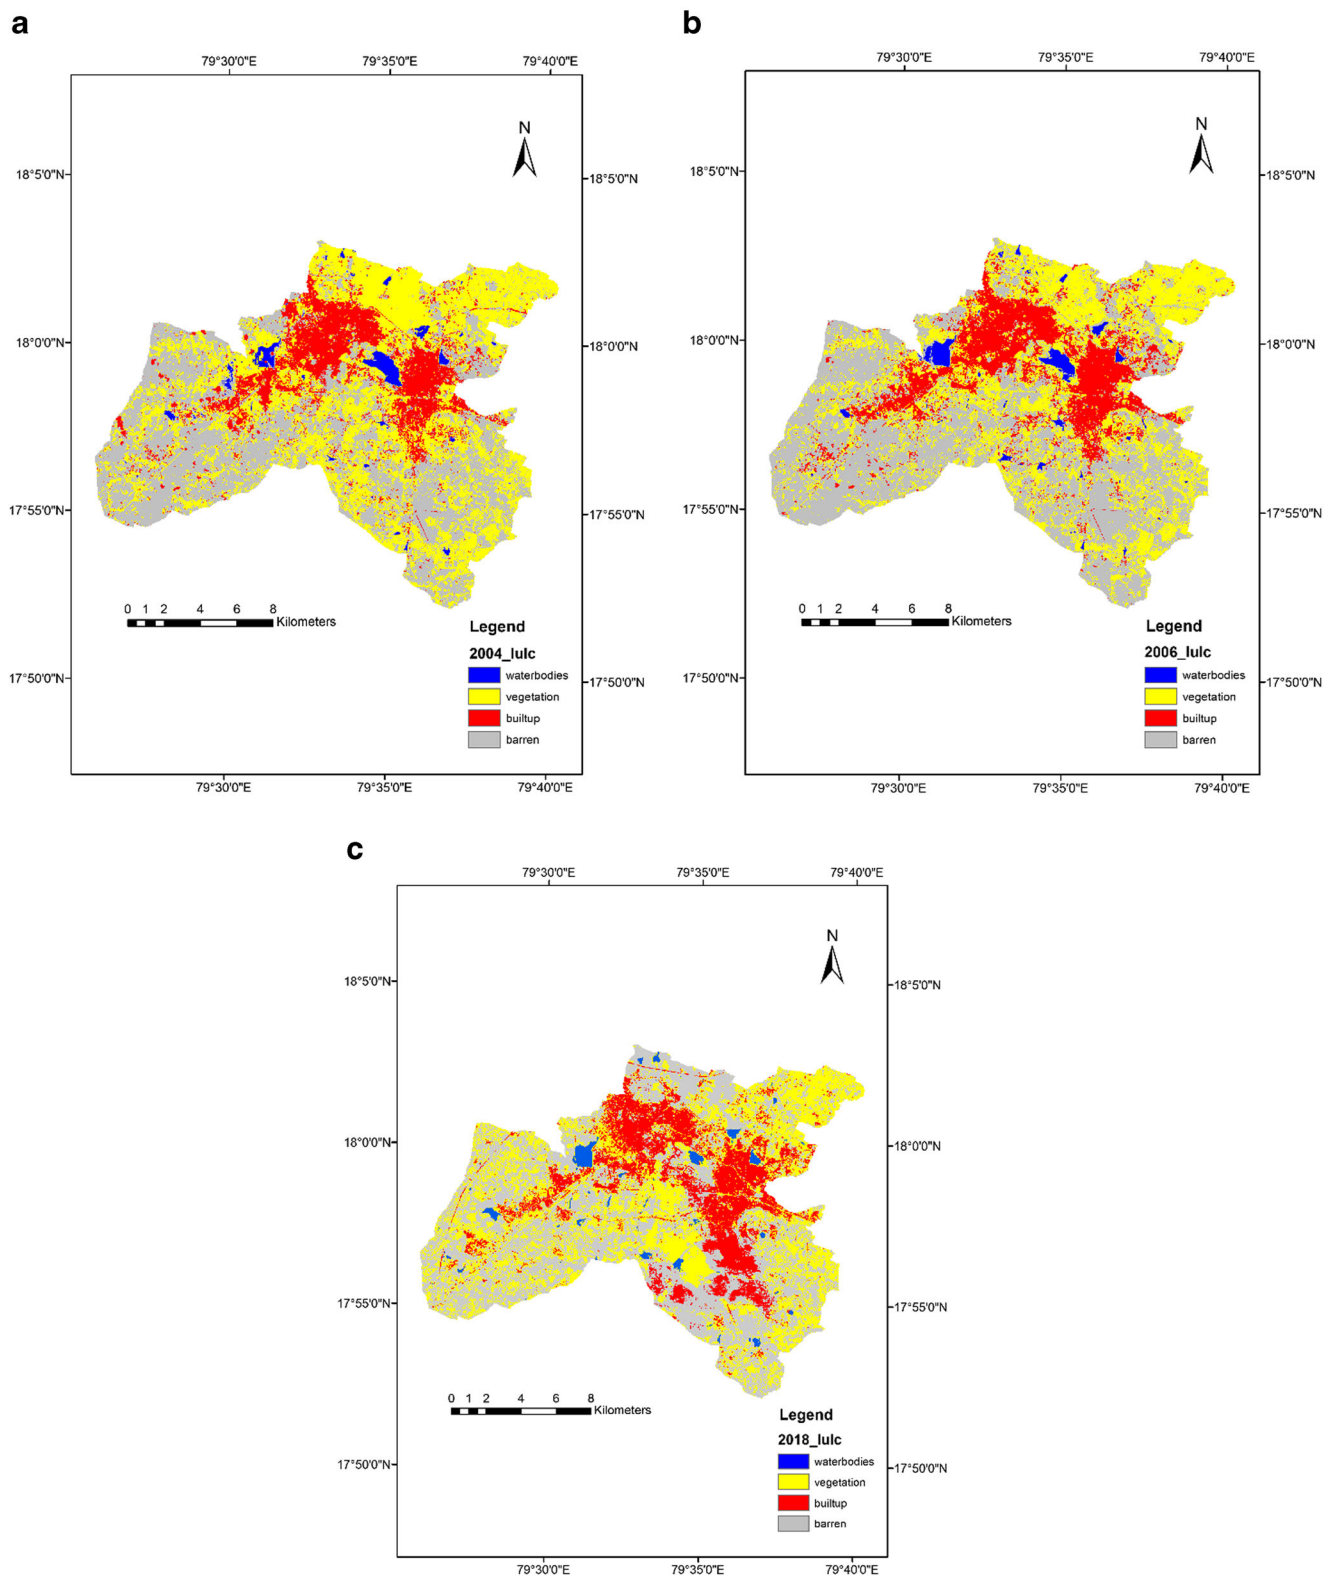 a
79°30'0"E 79°35'0"E 79°40'0"E
N
18°5'0"N 18°5'0"N
18°0'0"N 18°0'0"N
17°55'0"N 17°55'0"N
0 1 2 4 6 8
Kilometers
Legend
2004_lulc
waterbodies
vegetation
builtup
barren
17°50'0"N 17°50'0"N
79°30'0"E 79°35'0"E 79°40'0"E
b
79°30'0"E 79°35'0"E 79°40'0"E
N
18°5'0"N 18°5'0"N
18°0'0"N 18°0'0"N
17°55'0"N 17°55'0"N
0 1 2 4 6 8
Kilometers
Legend
2006_lulc
waterbodies
vegetation
builtup
barren
17°50'0"N 17°50'0"N
79°30'0"E 79°35'0"E 79°40'0"E
c
79°30'0"E 79°35'0"E 79°40'0"E
N
18°5'0"N 18°5'0"N
18°0'0"N 18°0'0"N
17°55'0"N 17°55'0"N
0 1 2 4 6 8
Kilometers
Legend
2018_lulc
waterbodies
vegetation
builtup
barren
17°50'0"N 17°50'0"N
79°30'0"E 79°35'0"E 79°40'0"E